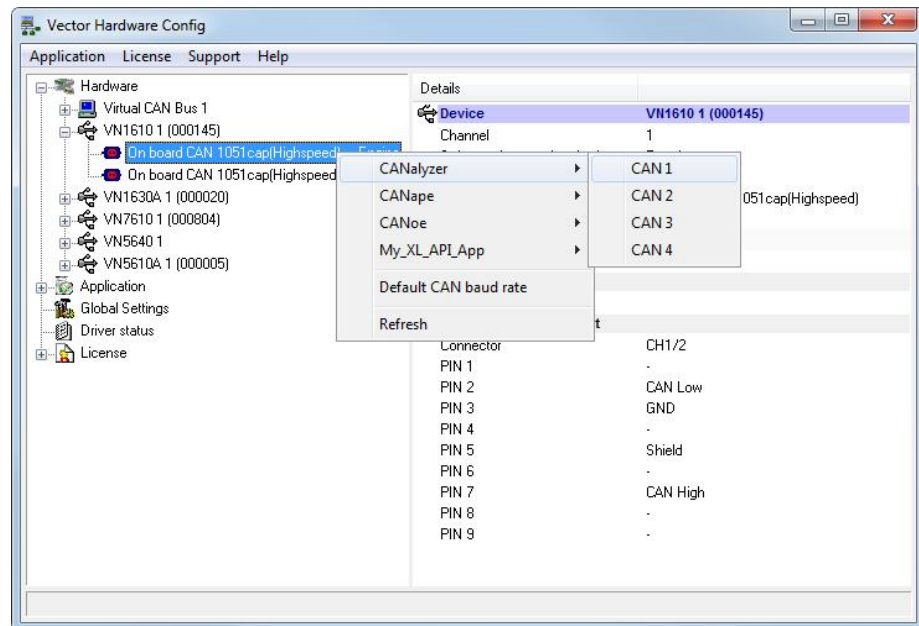 Vector Hardware Config
Application License Support Help
Hardware
Virtual CAN Bus 1
VN1610 1 (000145)
On board CAN 1051cap(Highspeed)
On board CAN 1051cap(Highspeed
VN1630A 1 (000020)
VN7610 1 (000804)
VN5640 1
VN5610A 1 (000005)
Application
Global Settings
Driver status
License
CANalyzer
CANape
CANoe
My_XL_API_App
Default CAN baud rate
Refresh
CAN 1
CAN 2
CAN 3
CAN 4
Details
Device VN1610 1 (000145)
Channel 1
051cap(Highspeed)
t
Connector CH1/2
PIN 1 -
PIN 2 CAN Low
PIN 3 GND
PIN 4 -
PIN 5 Shield
PIN 6 -
PIN 7 CAN High
PIN 8 -
PIN 9 -